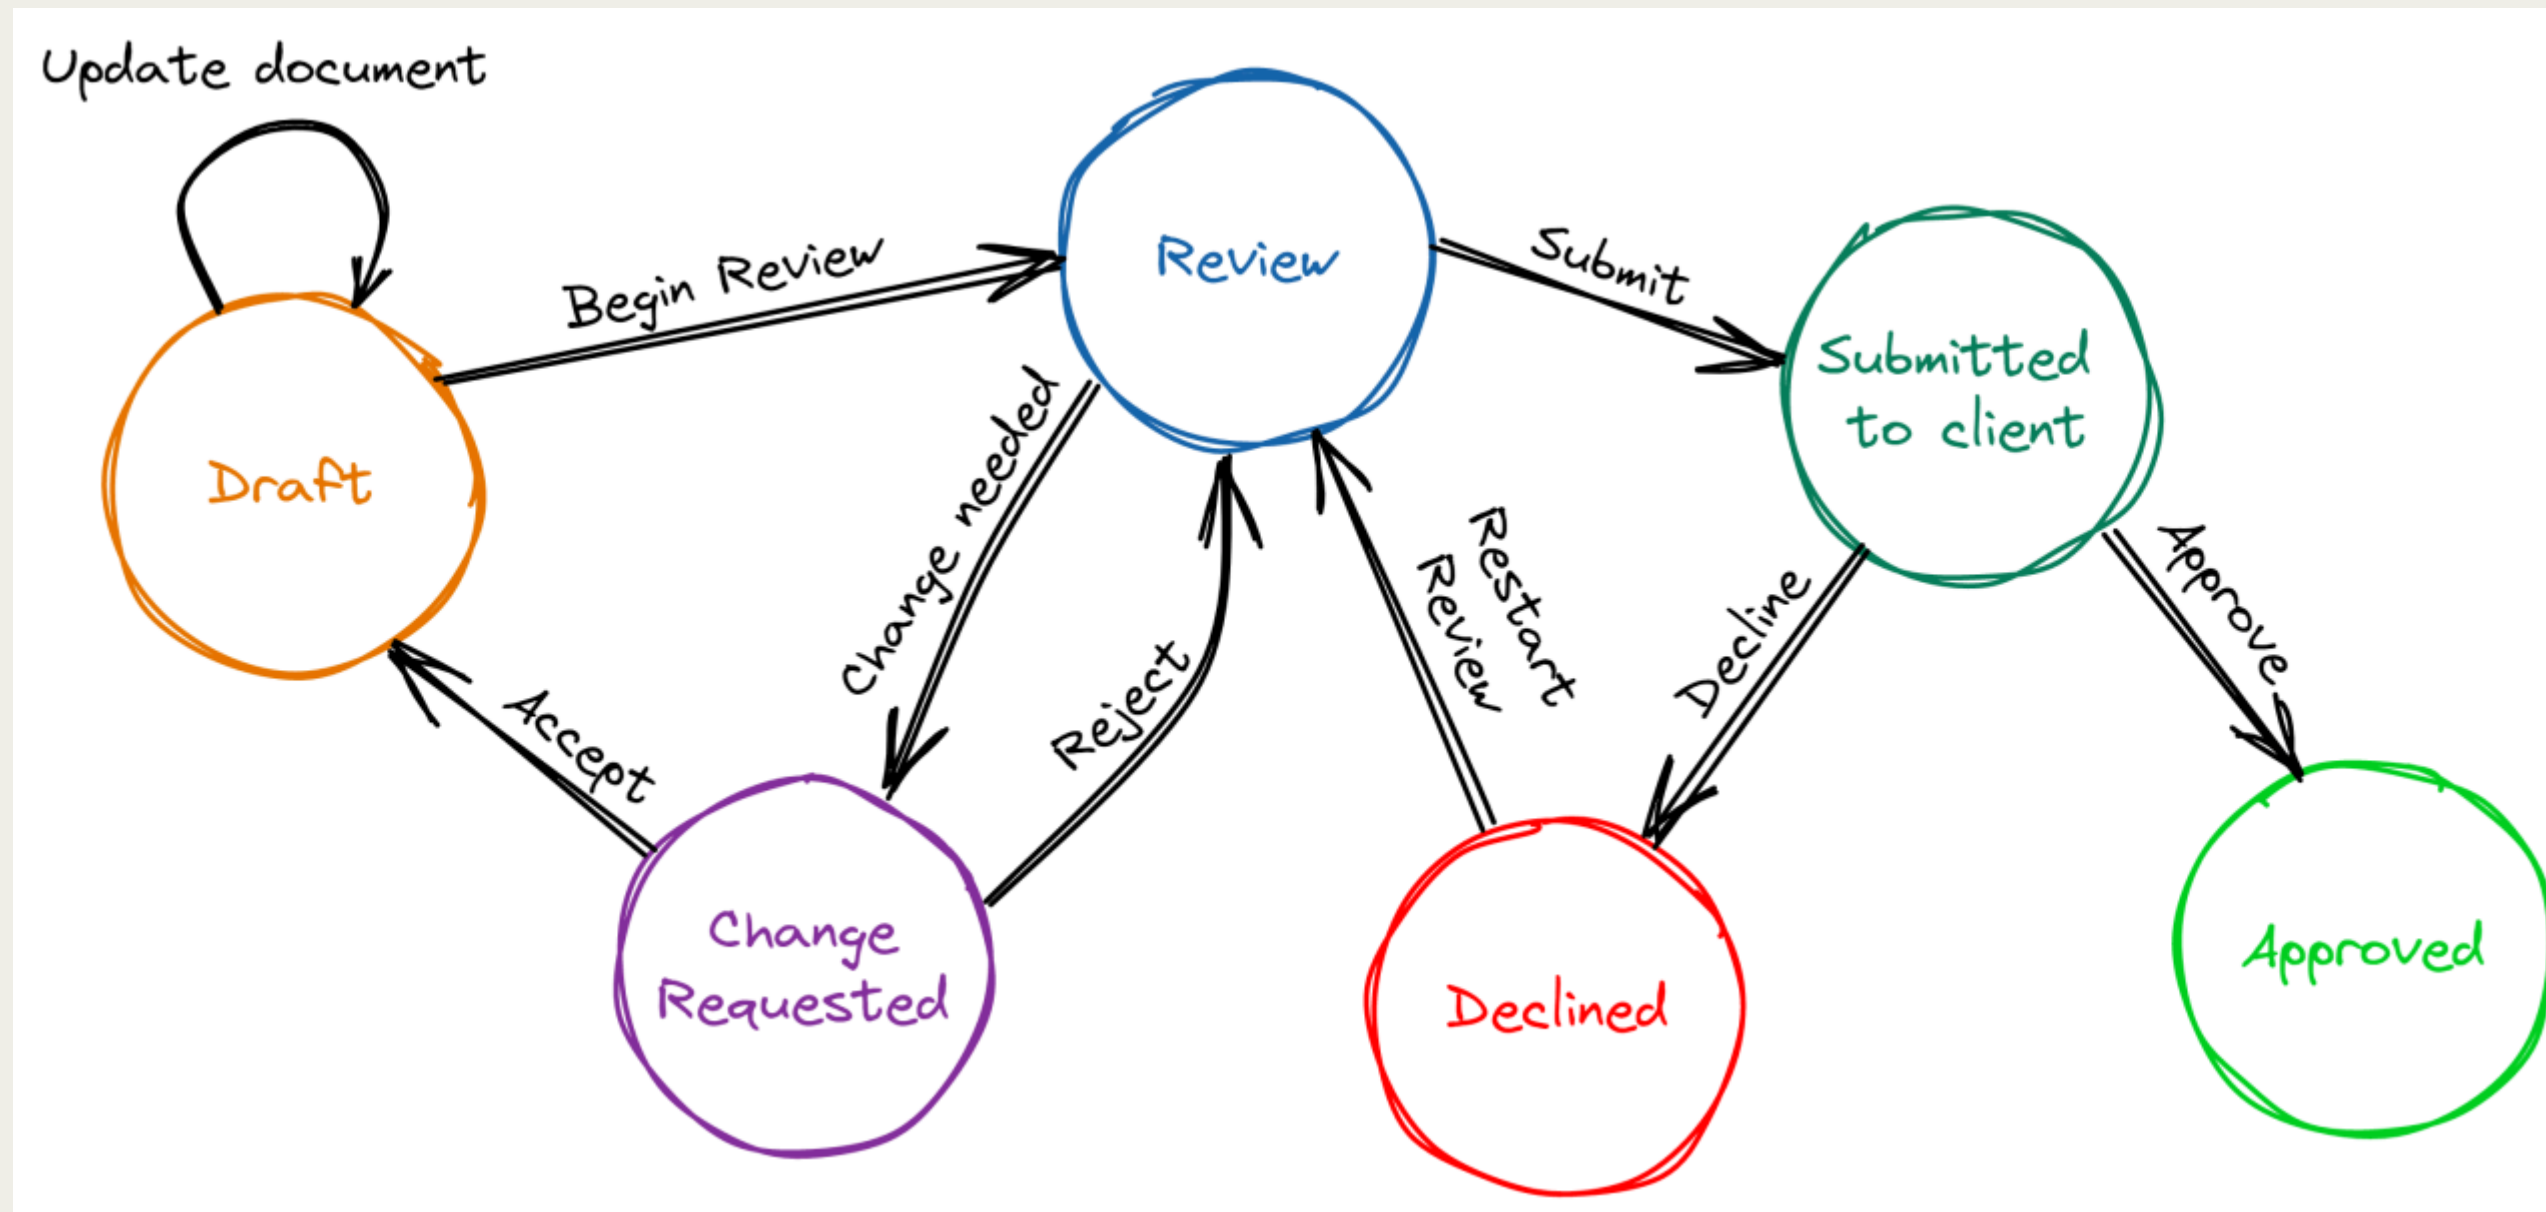 Update document
Begin Review
Review
Submit
Submitted
to client
Draft
Change needed
Restart
Review
Approve
Decline
Reject
Accept
Change
Requested
Declined
Approved